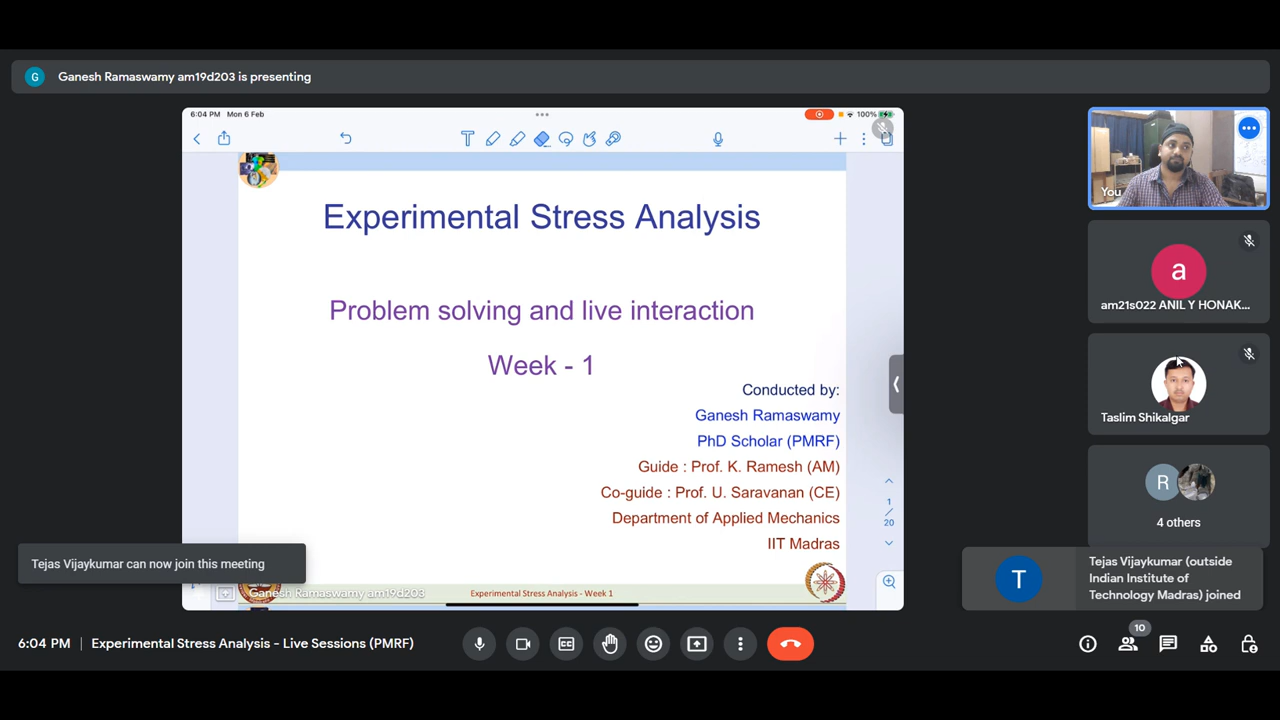 G Ganesh Ramaswamy am19d203 is presenting
6:04 PM Mon 6 Feb
100%
Experimental Stress Analysis
Problem solving and live interaction
Week - 1
Conducted by:
Ganesh Ramaswamy
PhD Scholar (PMRF)
Guide : Prof. K. Ramesh (AM)
Co-guide : Prof. U. Saravanan (CE)
Department of Applied Mechanics
IIT Madras
1
/
20
Ganesh Ramaswamy am19d203
Experimental Stress Analysis - Week 1
Tejas Vijaykumar can now join this meeting
You
a
am21s022 ANIL Y HONAK...
Taslim Shikalgar
R
4 others
T
Tejas Vijaykumar (outside
Indian Institute of
Technology Madras) joined
6:04 PM | Experimental Stress Analysis - Live Sessions (PMRF)
10